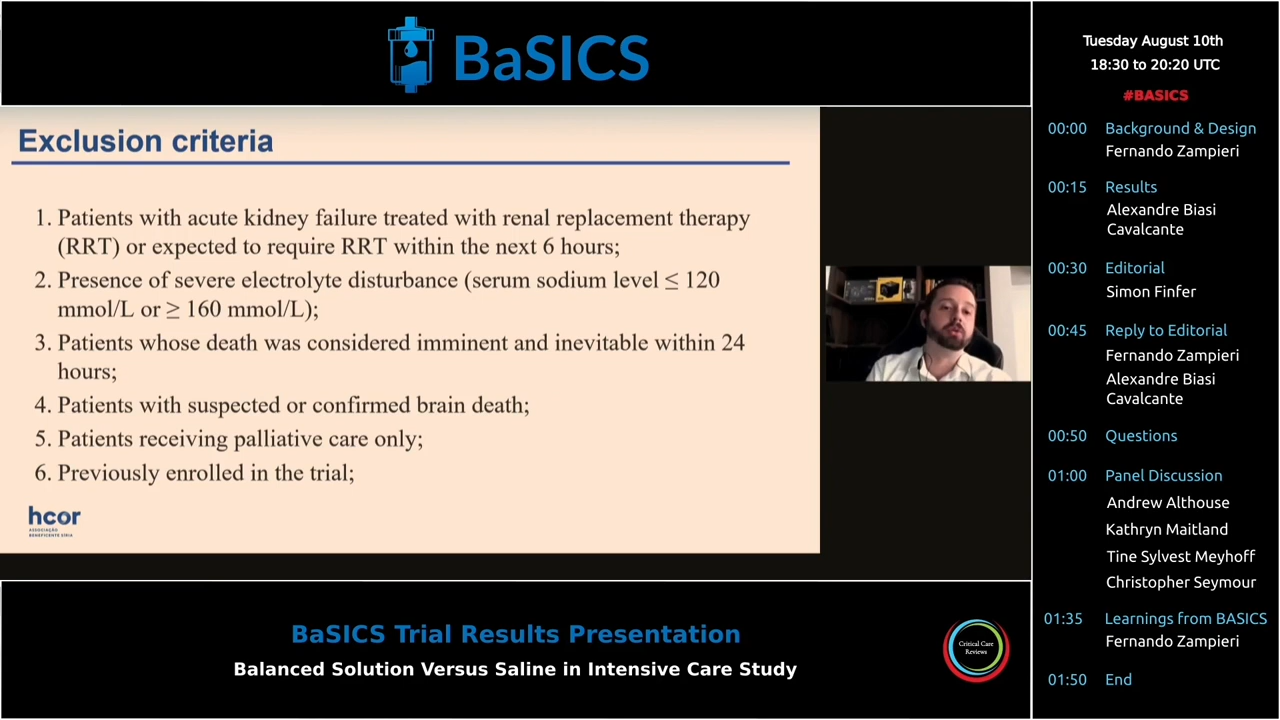 BaSICS
Exclusion criteria
1. Patients with acute kidney failure treated with renal replacement therapy
(RRT) or expected to require RRT within the next 6 hours;
2. Presence of severe electrolyte disturbance (serum sodium level ≤ 120
mmol/L or ≥ 160 mmol/L);
3. Patients whose death was considered imminent and inevitable within 24
hours;
4. Patients with suspected or confirmed brain death;
5. Patients receiving palliative care only;
6. Previously enrolled in the trial;
hcor
ASSOCIAÇÃO
BENEFICENTE SÍRIA
BaSICS Trial Results Presentation
Balanced Solution Versus Saline in Intensive Care Study
Critical Care
Reviews
Tuesday August 10th
18:30 to 20:20 UTC
#BASICS
00:00 Background & Design
Fernando Zampieri
00:15 Results
Alexandre Biasi
Cavalcante
00:30 Editorial
Simon Finfer
00:45 Reply to Editorial
Fernando Zampieri
Alexandre Biasi
Cavalcante
00:50 Questions
01:00 Panel Discussion
Andrew Althouse
Kathryn Maitland
Tine Sylvest Meyhoff
Christopher Seymour
01:35 Learnings from BASICS
Fernando Zampieri
01:50 End